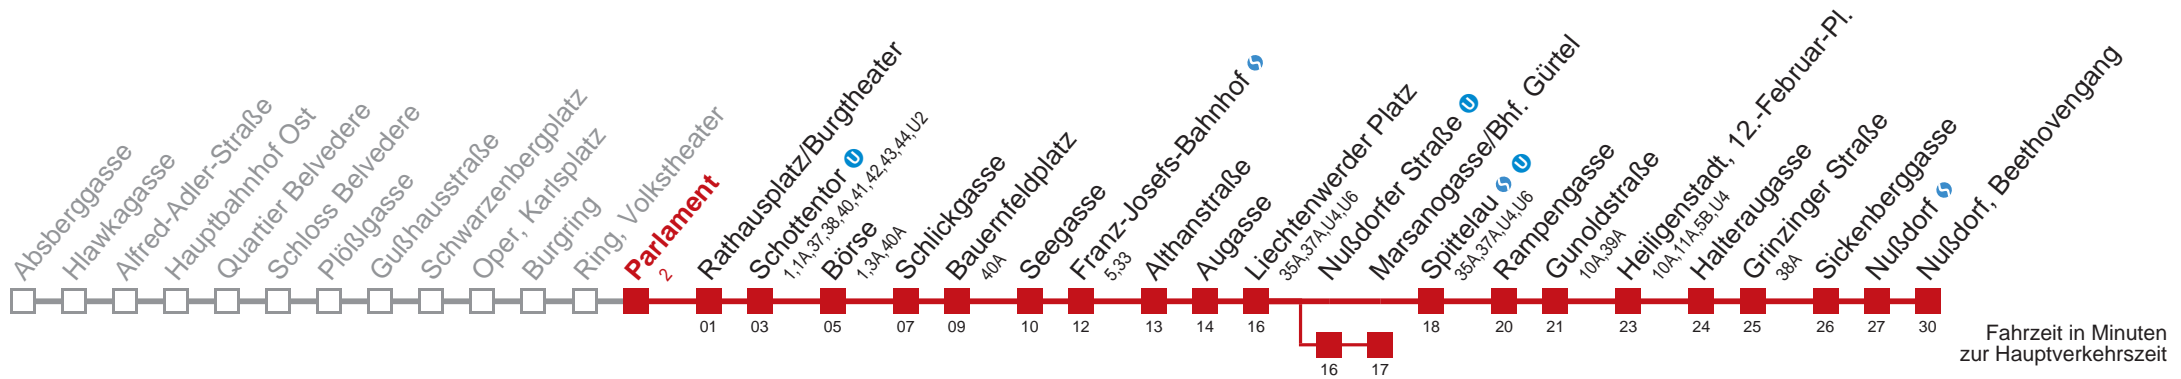 Absberggasse
Hlawkagasse
Alfred-Adler-Straße
Hauptbahnhof Ost
Quartier Belvedere
Schloss Belvedere
Plößlgasse
Gußhausstraße
Schwarzenbergplatz
Oper, Karlsplatz
Burgring
Ring, Volkstheater
Parlament
2
Rathausplatz/Burgtheater
Schottentor U
1,1A,37,38,40,41,42,43,44,U2
Börse
1,3A,40A
Schlickgasse
Bauernfeldplatz
40A
Seegasse
Franz-Josefs-Bahnhof S
5,33
Althanstraße
Augasse
Liechtenwerder Platz
35A,37A,U4,U6
Nußdorfer Straße U
Marsanogasse/Bhf. Gürtel
Spittelau S U
35A,37A,U4,U6
Rampengasse
Gunoldstraße
10A,39A
Heiligenstadt, 12.-Februar-Pl.
10A,11A,5B,U4
Halteraugasse
Grinzinger Straße
38A
Sickenberggasse
Nußdorf S
Nußdorf, Beethovengang
01 03 05 07 09 10 12 13 14 16 18 20 21 23 24 25 26 27 30
16 17
Fahrzeit in Minuten
zur Hauptverkehrszeit